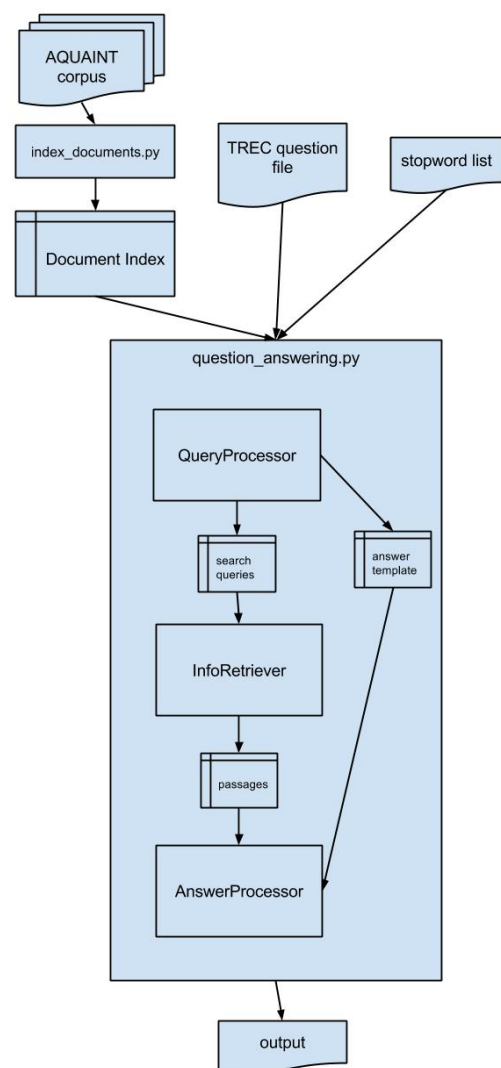 AQUAINT
corpus
index_documents.py
Document Index
TREC question
file
stopword list
question_answering.py
QueryProcessor
search
queries
answer
template
InfoRetriever
passages
AnswerProcessor
output